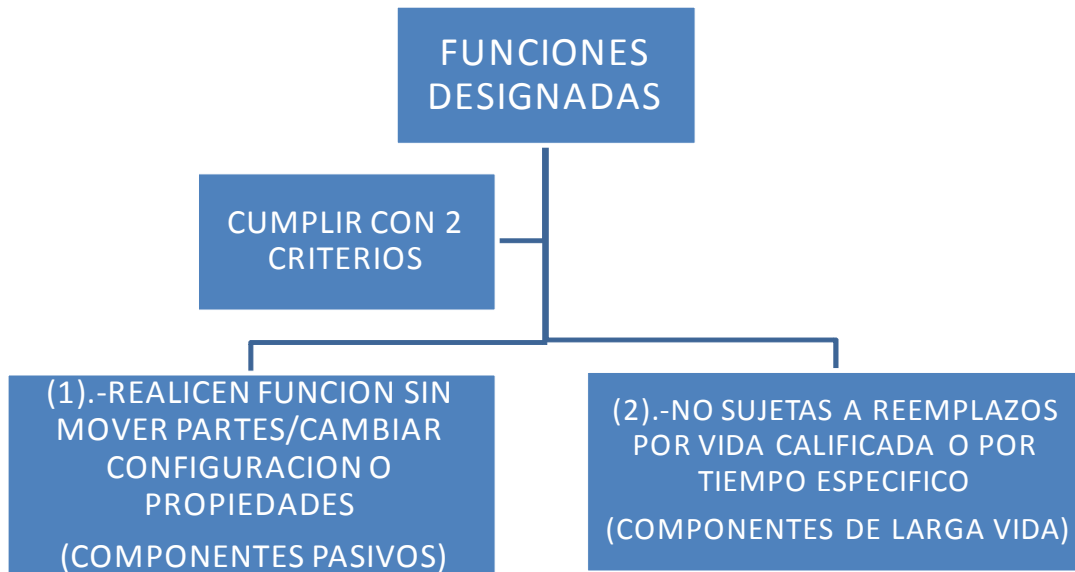 FUNCIONES
DESIGNADAS
CUMPLIR CON 2
CRITERIOS
(1).-REALICEN FUNCION SIN
MOVER PARTES/CAMBIAR
CONFIGURACION O
PROPIEDADES
(COMPONENTES PASIVOS)
(2).-NO SUJETAS A REEMPLAZOS
POR VIDA CALIFICADA O POR
TIEMPO ESPECIFICO
(COMPONENTES DE LARGA VIDA)